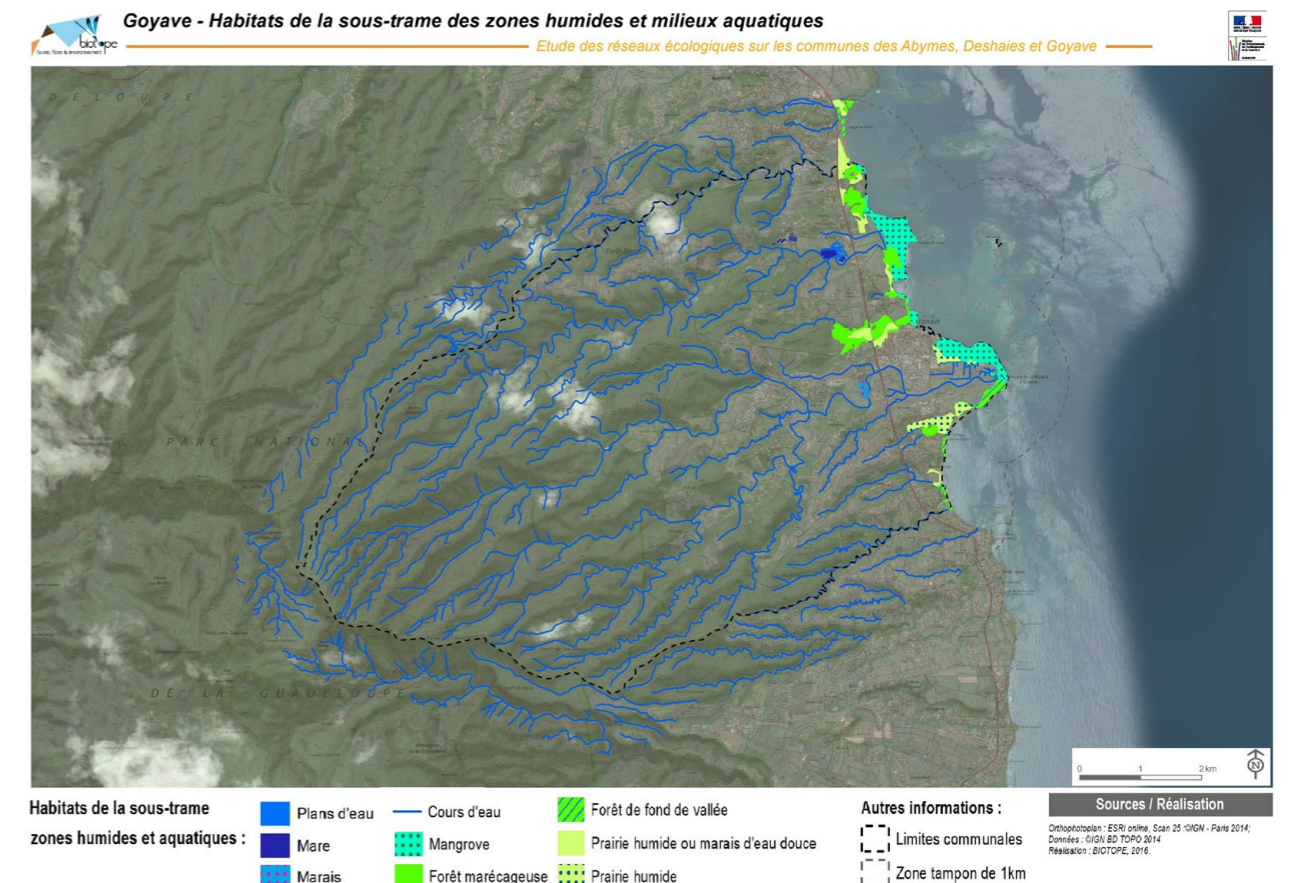 Goyave - Habitats de la sous-trame des zones humides et milieux aquatiques
biotope
faune, flore & environnement
Etude des réseaux écologiques sur les communes des Abymes, Deshaies et Goyave
DELOUPE
PARC NATIONAL
DE LA GUADELOUPE
GOYAVE
0 1 2 km
N
Habitats de la sous-trame
zones humides et aquatiques :
Plans d'eau
Mare
Marais
Cours d'eau
Mangrove
Forêt marécageuse
Forêt de fond de vallée
Prairie humide ou marais d'eau douce
Prairie humide
Autres informations :
Limites communales
Zone tampon de 1km
Sources / Réalisation
Orthophotoplan : ESRI online, Scan 25 :©IGN - Paris 2014;
Données : ©IGN BD TOPO 2014
Réalisation : BIOTOPE, 2016.